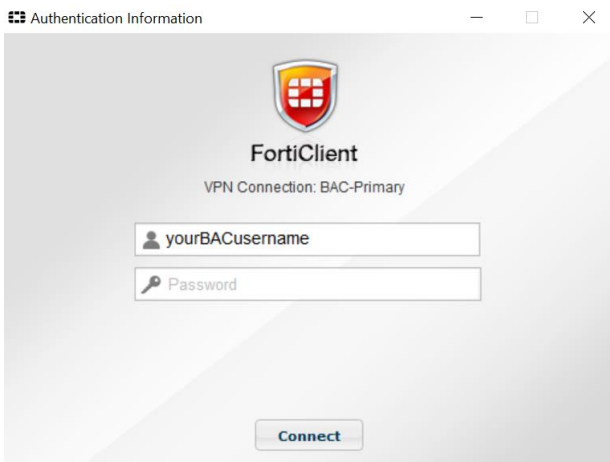 Authentication Information
FortiClient
VPN Connection: BAC-Primary
yourBACusername
Password
Connect